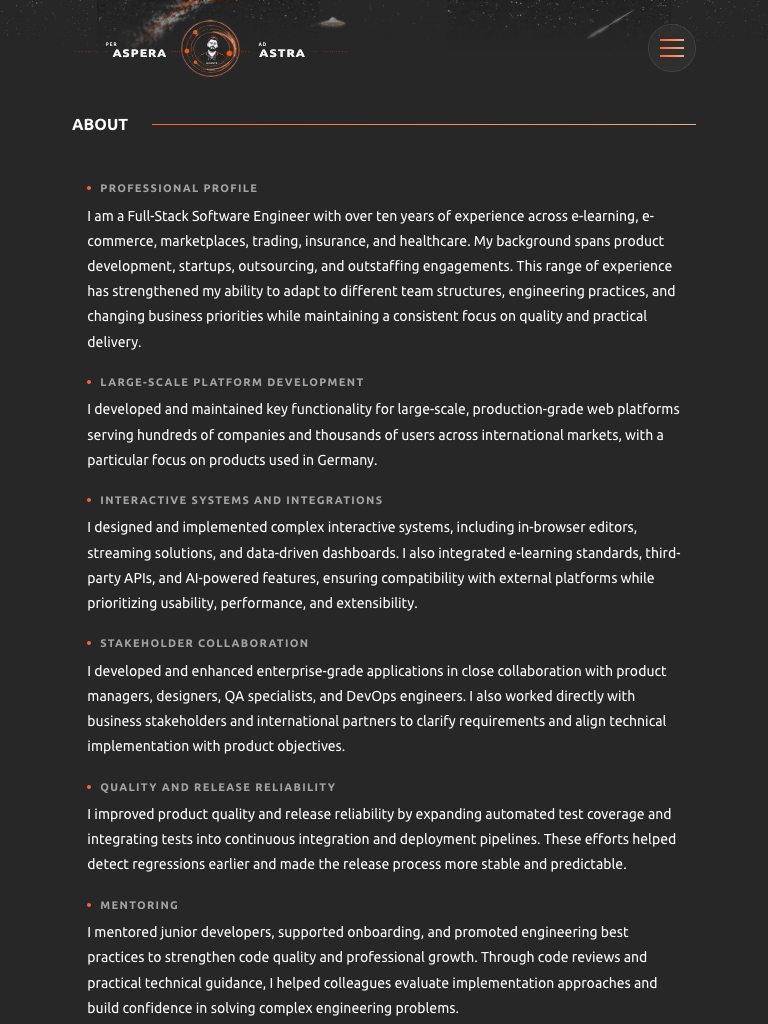 PER
ASPERA
AD
ASTRA
ABOUT
PROFESSIONAL PROFILE
I am a Full-Stack Software Engineer with over ten years of experience across e-learning, e-
commerce, marketplaces, trading, insurance, and healthcare. My background spans product
development, startups, outsourcing, and outstaffing engagements. This range of experience
has strengthened my ability to adapt to different team structures, engineering practices, and
changing business priorities while maintaining a consistent focus on quality and practical
delivery.
LARGE-SCALE PLATFORM DEVELOPMENT
I developed and maintained key functionality for large-scale, production-grade web platforms
serving hundreds of companies and thousands of users across international markets, with a
particular focus on products used in Germany.
INTERACTIVE SYSTEMS AND INTEGRATIONS
I designed and implemented complex interactive systems, including in-browser editors,
streaming solutions, and data-driven dashboards. I also integrated e-learning standards, third-
party APIs, and AI-powered features, ensuring compatibility with external platforms while
prioritizing usability, performance, and extensibility.
STAKEHOLDER COLLABORATION
I developed and enhanced enterprise-grade applications in close collaboration with product
managers, designers, QA specialists, and DevOps engineers. I also worked directly with
business stakeholders and international partners to clarify requirements and align technical
implementation with product objectives.
QUALITY AND RELEASE RELIABILITY
I improved product quality and release reliability by expanding automated test coverage and
integrating tests into continuous integration and deployment pipelines. These efforts helped
detect regressions earlier and made the release process more stable and predictable.
MENTORING
I mentored junior developers, supported onboarding, and promoted engineering best
practices to strengthen code quality and professional growth. Through code reviews and
practical technical guidance, I helped colleagues evaluate implementation approaches and
build confidence in solving complex engineering problems.